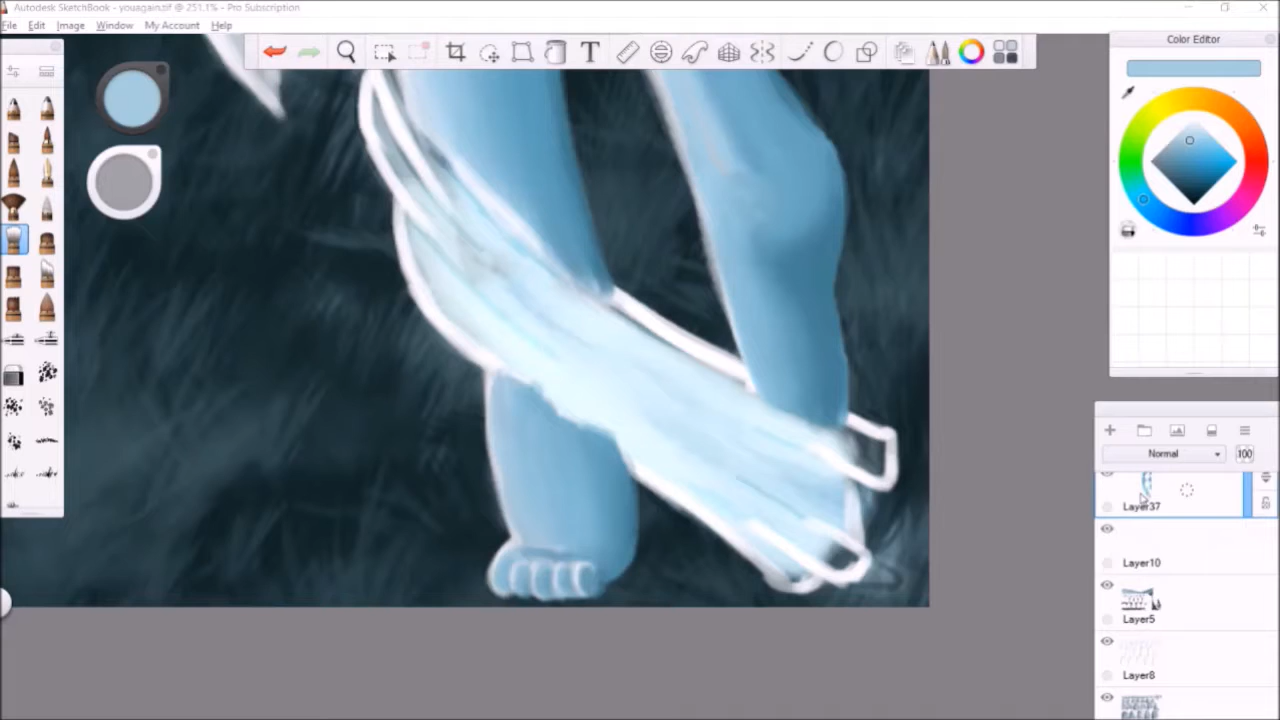 Autodesk SketchBook - youagain.tif @ 251.1% - Pro Subscription
File Edit Image Window My Account Help
T
Color Editor
Normal 100
Layer37
Layer10
Layer5
Layer8